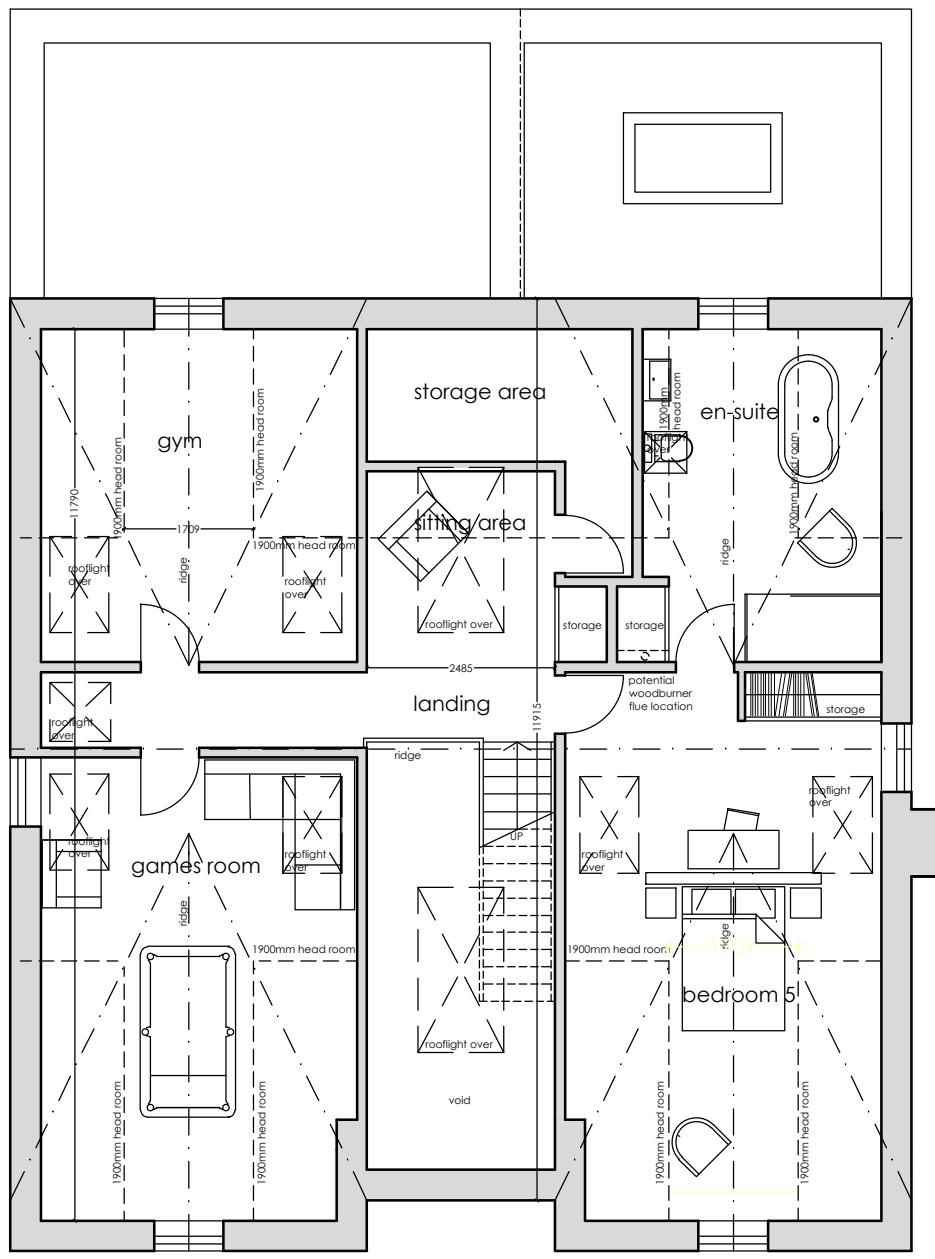 storage area
en-suite
gym
1900mm
head room
1900mm head room
1900mm head room
1900mm head room
rooflight
over
11790
1709
sitting area
1900mm head room
ridge
ridge
rooflight
over
rooflight
over
rooflight over
storage
storage
2485
landing
potential
woodburner
flue location
rooflight
over
11915
storage
ridge
UP
rooflight
over
rooflight
over
rooflight
over
rooflight
over
games room
ridge
ridge
1900mm head room
1900mm head room
1709
bedroom 5
rooflight over
void
1900mm head room
1900mm head room
1900mm head room
1900mm head room